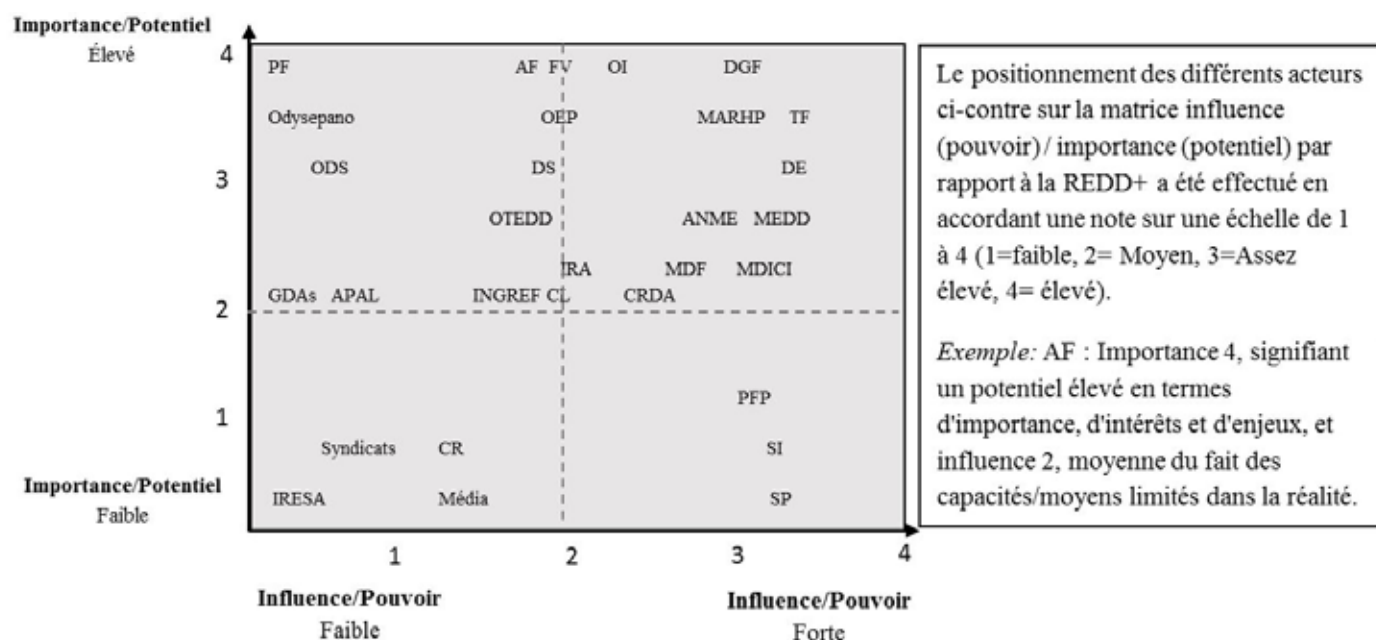 Importance/Potentiel
Élevé
4
PF AF FV OI DGF
Odysepano OEP MARHP TF
3
ODS DS DE
OTEDD ANME MEDD
IRA MDF MDICI
GDAs APAL INGREF CL CRDA
2
PFP
1
Syndicats CR SI
Importance/Potentiel
Faible
IRESA Média SP
1 2 3 4
Influence/Pouvoir
Faible
Influence/Pouvoir
Forte
Le positionnement des différents acteurs
ci-contre sur la matrice influence
(pouvoir) / importance (potentiel) par
rapport à la REDD+ a été effectué en
accordant une note sur une échelle de 1
à 4 (1=faible, 2= Moyen, 3=Assez
élevé, 4= élevé).
Exemple: AF : Importance 4, signifiant
un potentiel élevé en termes
d'importance, d'intérêts et d'enjeux, et
influence 2, moyenne du fait des
capacités/moyens limités dans la réalité.